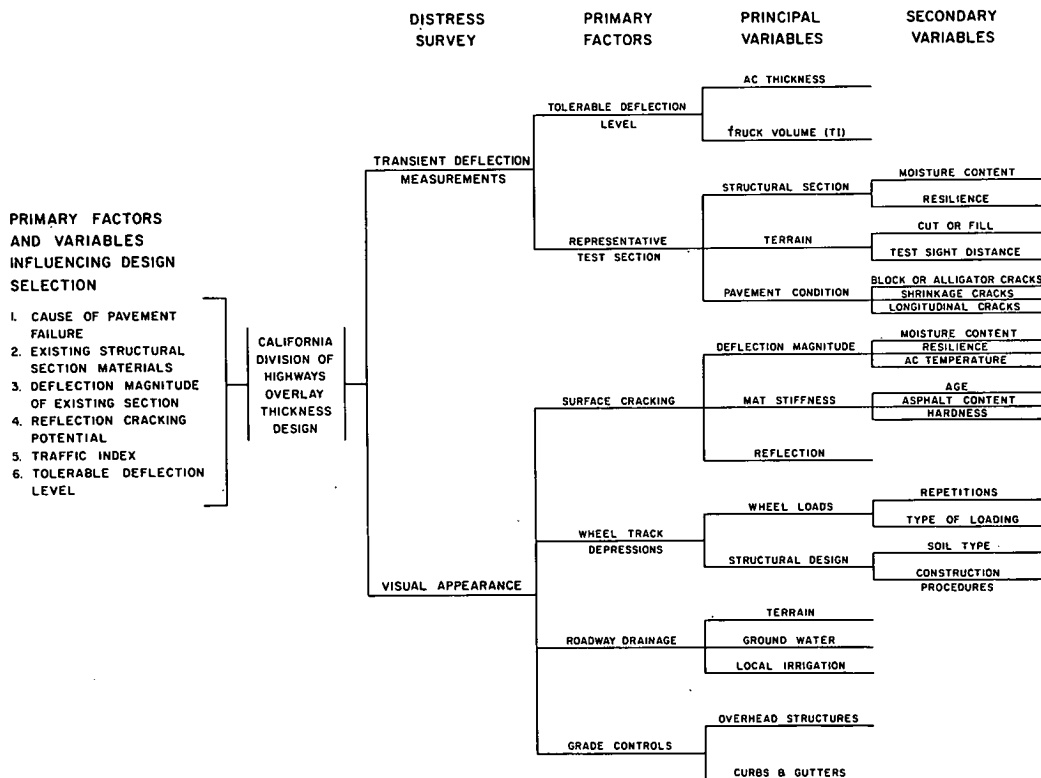 DISTRESS
SURVEY
PRIMARY
FACTORS
PRINCIPAL
VARIABLES
SECONDARY
VARIABLES
PRIMARY FACTORS
AND VARIABLES
INFLUENCING DESIGN
SELECTION
1. CAUSE OF PAVEMENT
FAILURE
2. EXISTING STRUCTURAL
SECTION MATERIALS
3. DEFLECTION MAGNITUDE
OF EXISTING SECTION
4. REFLECTION CRACKING
POTENTIAL
5. TRAFFIC INDEX
6. TOLERABLE DEFLECTION
LEVEL
CALIFORNIA
DIVISION OF
HIGHWAYS
OVERLAY
THICKNESS
DESIGN
TRANSIENT DEFLECTION
MEASUREMENTS
TOLERABLE DEFLECTION
LEVEL
AC THICKNESS
TRUCK VOLUME (TI)
REPRESENTATIVE
TEST SECTION
STRUCTURAL SECTION
MOISTURE CONTENT
RESILIENCE
TERRAIN
CUT OR FILL
TEST SIGHT DISTANCE
PAVEMENT CONDITION
BLOCK OR ALLIGATOR CRACKS
SHRINKAGE CRACKS
LONGITUDINAL CRACKS
VISUAL APPEARANCE
SURFACE CRACKING
DEFLECTION MAGNITUDE
MOISTURE CONTENT
RESILIENCE
AC TEMPERATURE
MAT STIFFNESS
AGE
ASPHALT CONTENT
HARDNESS
REFLECTION
WHEEL TRACK
DEPRESSIONS
WHEEL LOADS
REPETITIONS
TYPE OF LOADING
STRUCTURAL DESIGN
SOIL TYPE
CONSTRUCTION
PROCEDURES
ROADWAY DRAINAGE
TERRAIN
GROUND WATER
LOCAL IRRIGATION
GRADE CONTROLS
OVERHEAD STRUCTURES
CURBS & GUTTERS